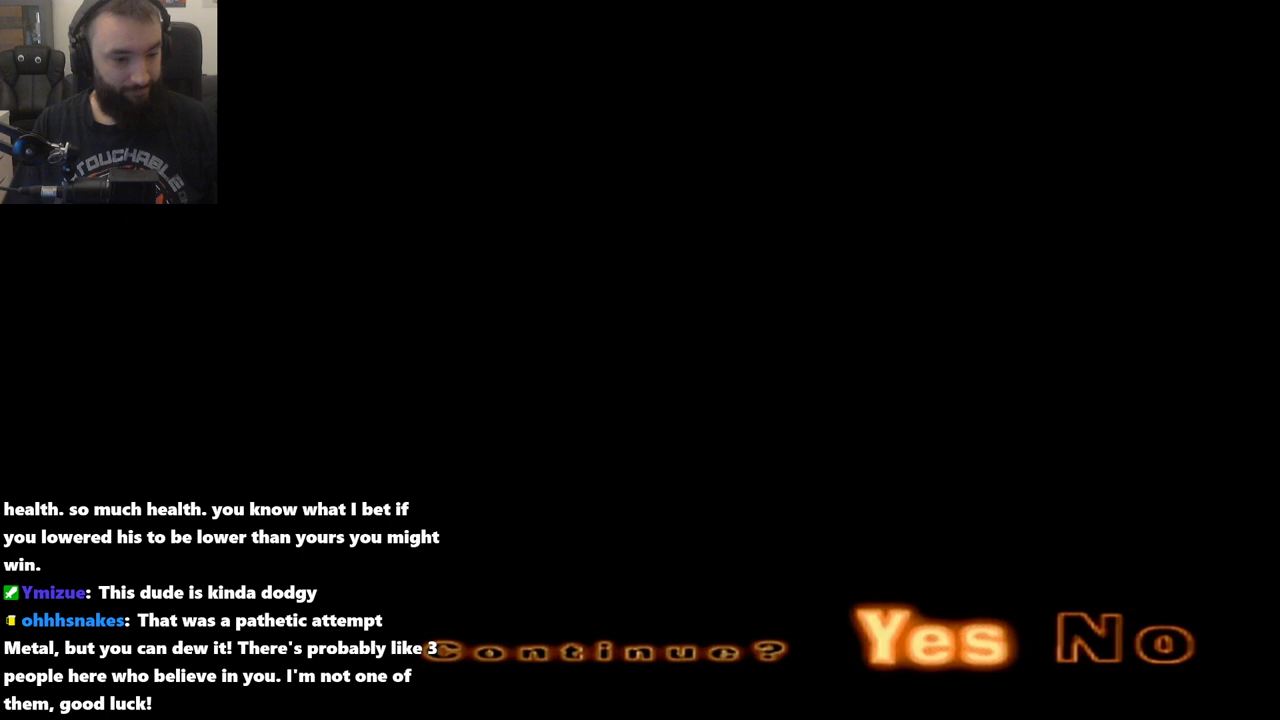 TOUCHABLE
health. so much health. you know what I bet if
you lowered his to be lower than yours you might
win.
Ymizue: This dude is kinda dodgy
ohhhsnakes: That was a pathetic attempt
Metal, but you can dew it! There's probably like 3
people here who believe in you. I'm not one of
them, good luck!
Continue? Yes No